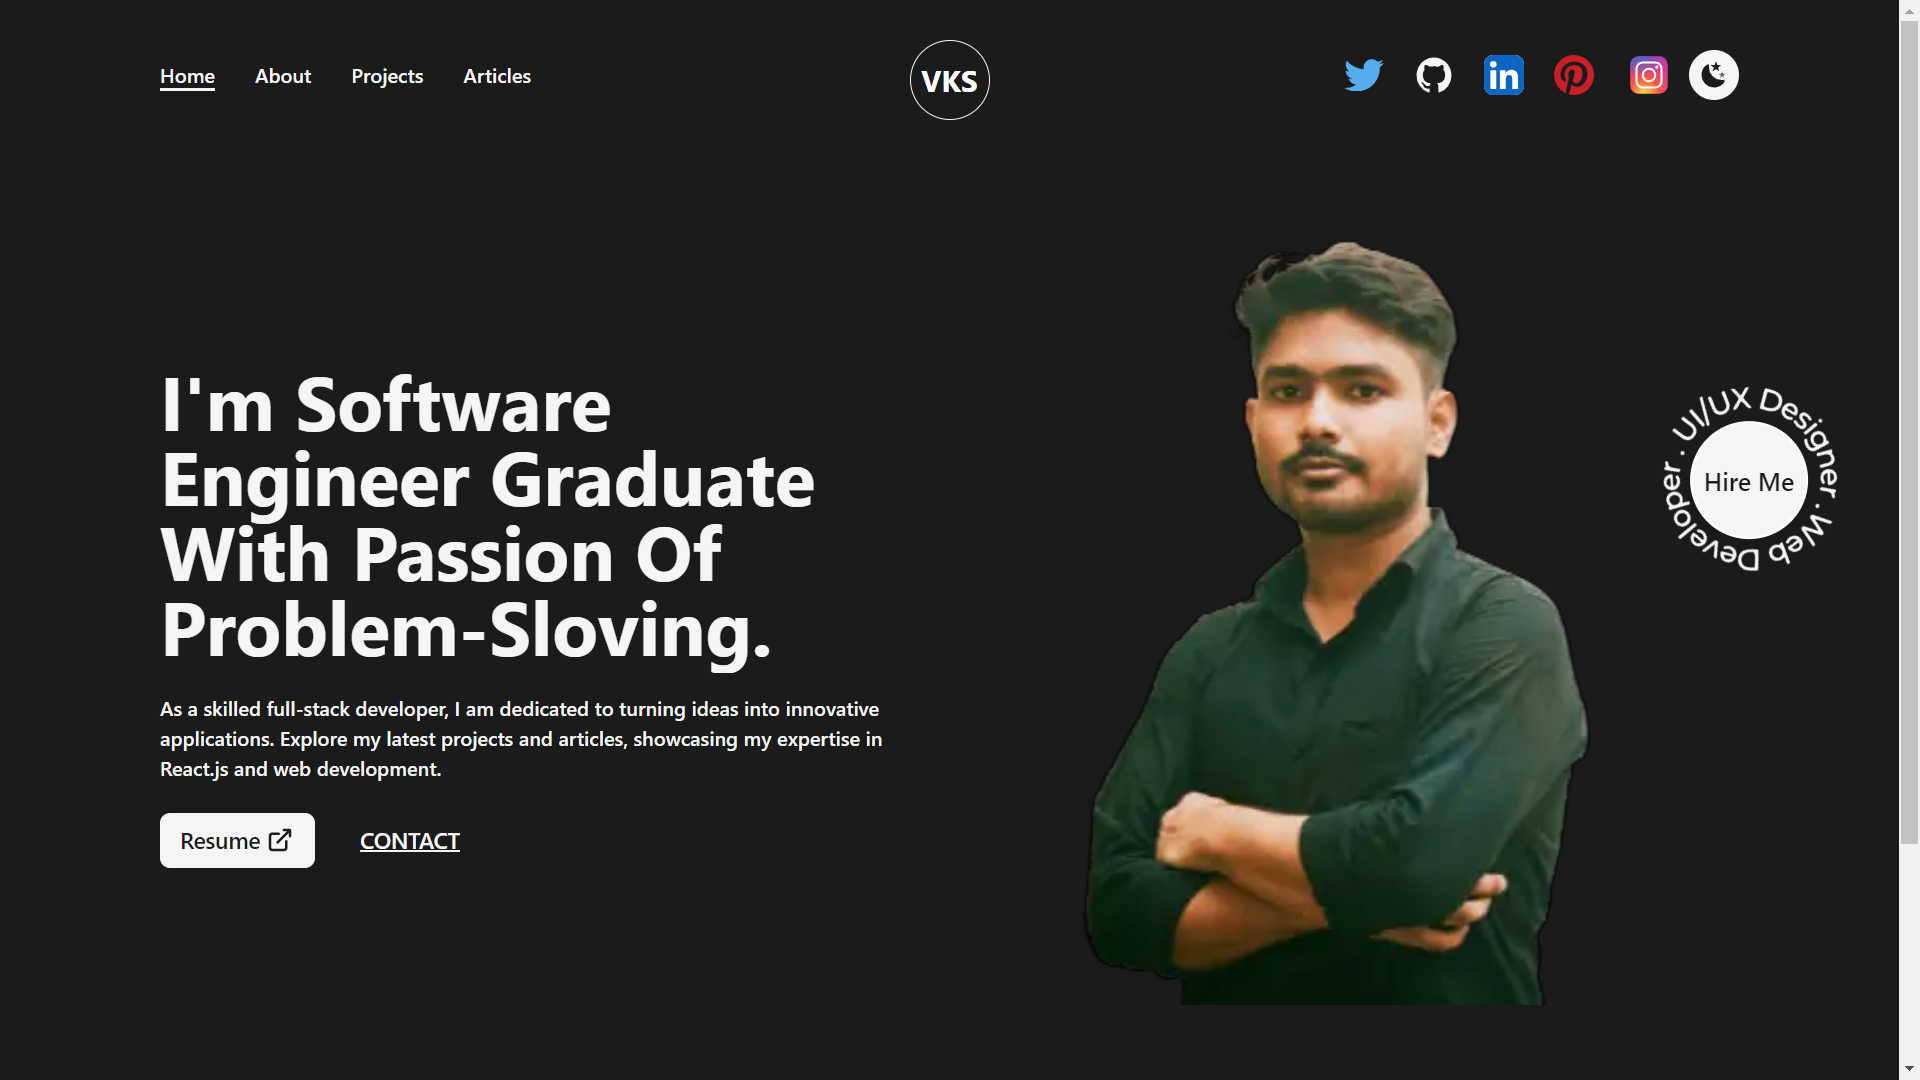 Home About Projects Articles
VKS
I'm Software
Engineer Graduate
With Passion Of
Problem-Sloving.
As a skilled full-stack developer, I am dedicated to turning ideas into innovative
applications. Explore my latest projects and articles, showcasing my expertise in
React.js and web development.
Resume
CONTACT
UI/UX Designer . Web Developer .
Hire Me